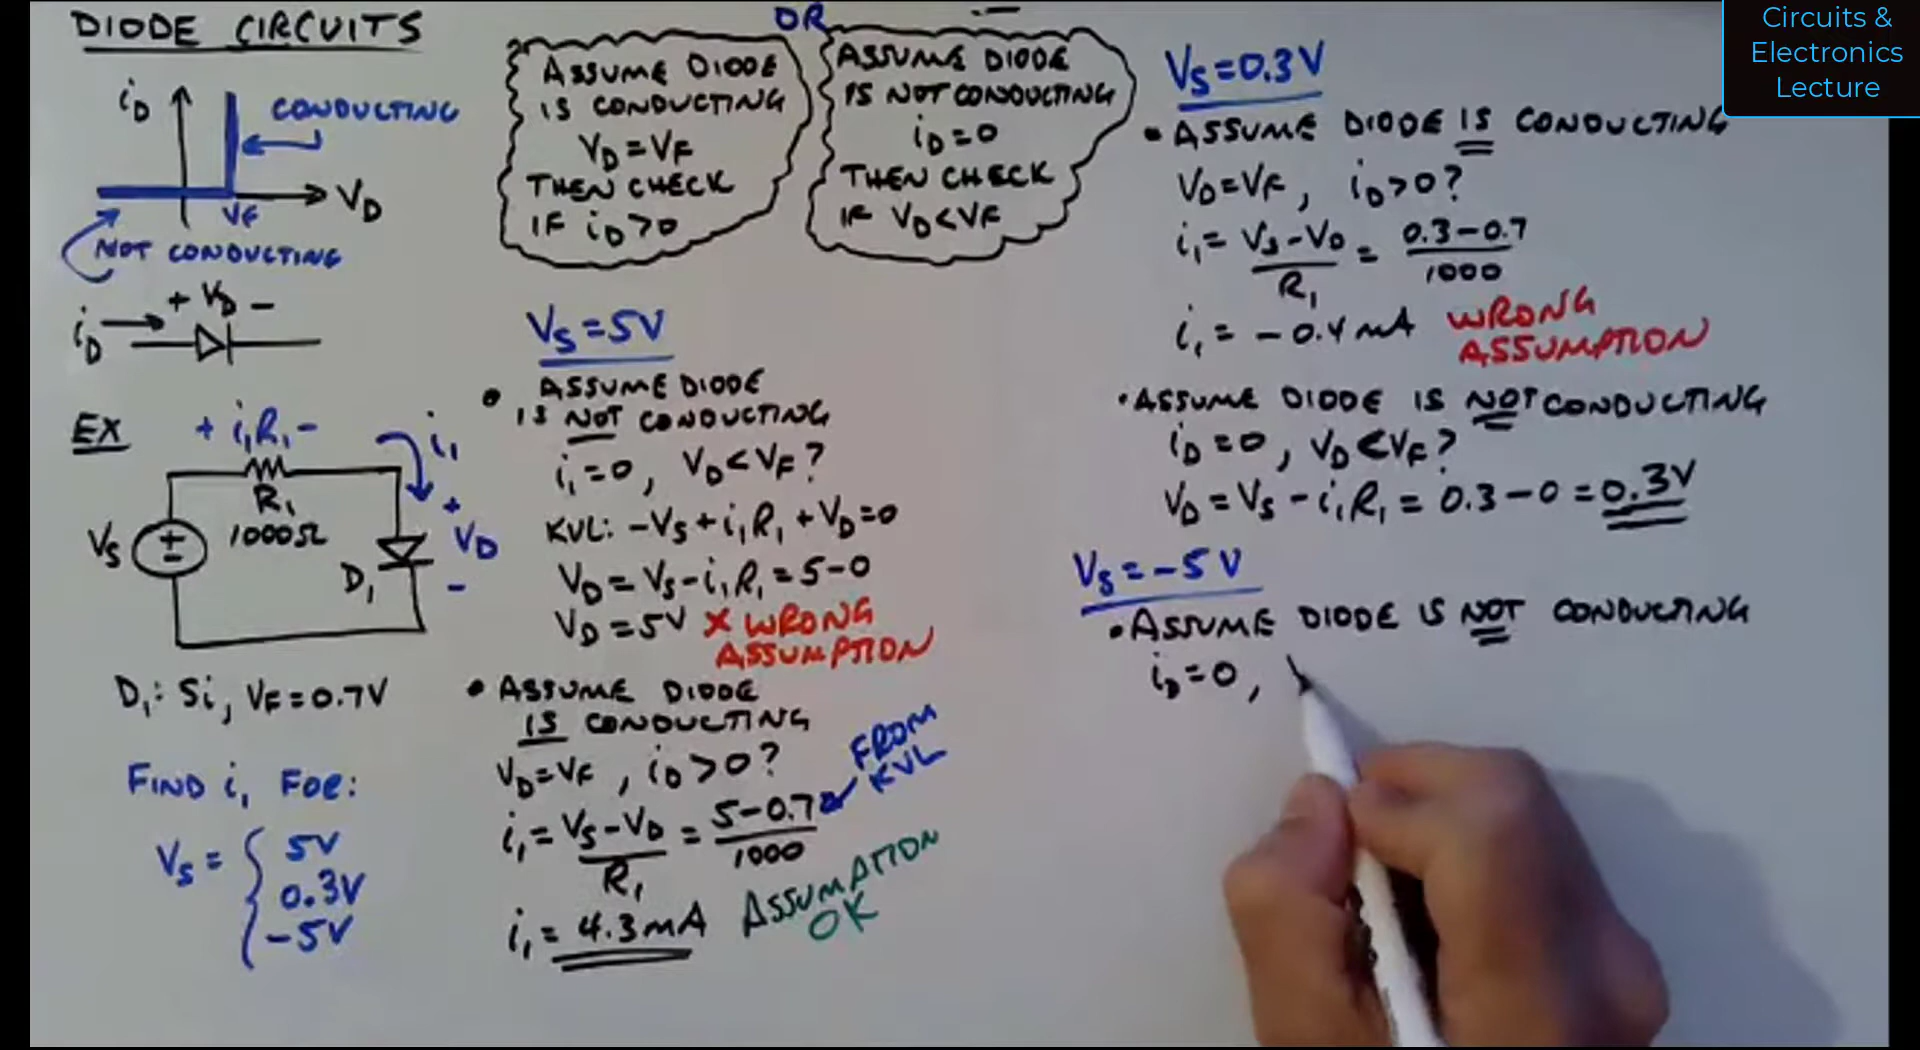 DIODE CIRCUITS
iD
CONDUCTING
VD
VF
NOT CONDUCTING
+ VD -
iD
EX
+ i1R1 -
i1
R1
1000Ω
VS
+
-
D1
+
VD
-
D1: Si, VF = 0.7V
FIND i1 FOR:
VS = { 5V
0.3V
-5V
OR
ASSUME DIODE
IS CONDUCTING
VD = VF
THEN CHECK
IF iD > 0
ASSUME DIODE
IS NOT CONDUCTING
iD = 0
THEN CHECK
IF VD < VF
VS = 5V
• ASSUME DIODE
IS NOT CONDUCTING
i1 = 0, VD < VF?
KVL: -VS + i1R1 + VD = 0
VD = VS - i1R1 = 5 - 0
VD = 5V X WRONG
ASSUMPTION
• ASSUME DIODE
IS CONDUCTING
VD = VF, iD > 0?
FROM
KVL
i1 = VS - VD / R1 = 5 - 0.7 / 1000
i1 = 4.3mA ASSUMPTION
OK
VS = 0.3V
• ASSUME DIODE IS CONDUCTING
VD = VF, iD > 0?
i1 = VS - VD / R1 = 0.3 - 0.7 / 1000
i1 = -0.4mA WRONG
ASSUMPTION
• ASSUME DIODE IS NOT CONDUCTING
iD = 0, VD < VF?
VD = VS - i1R1 = 0.3 - 0 = 0.3V
VS = -5V
• ASSUME DIODE IS NOT CONDUCTING
iD = 0,
Circuits &
Electronics
Lecture